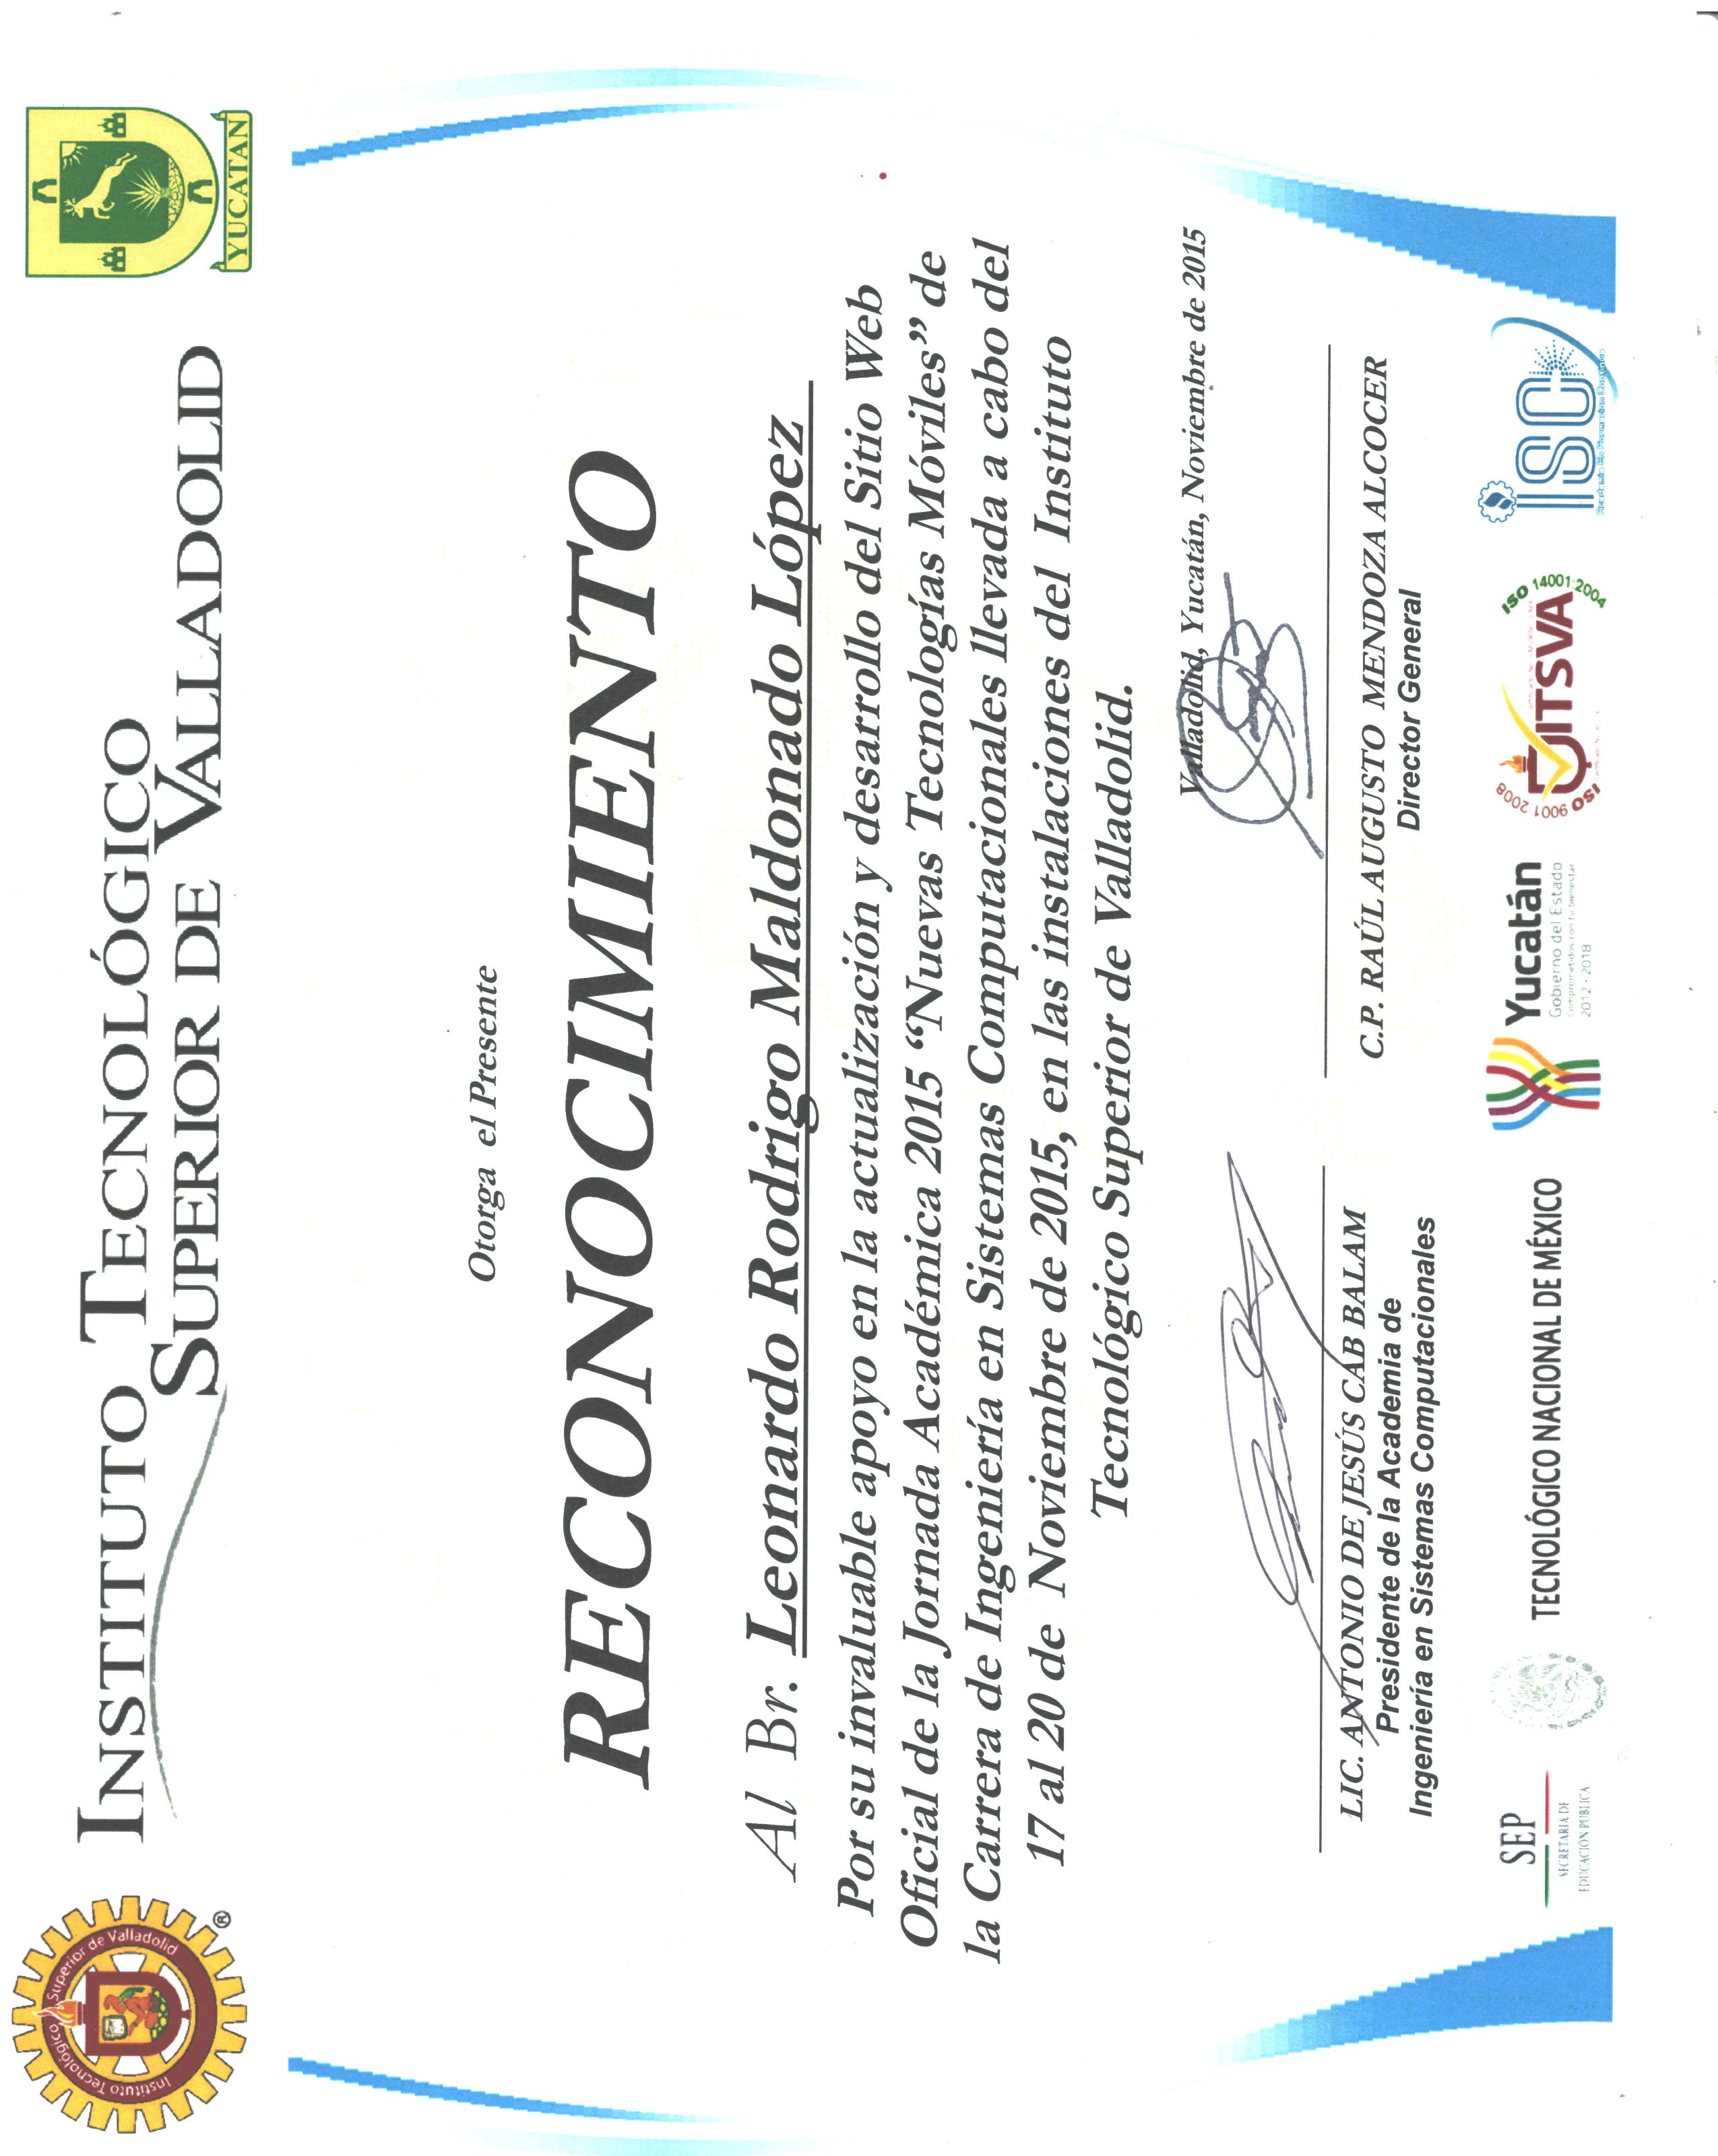 Instituto Tecnológico Superior de Valladolid
®
INSTITUTO TECNOLÓGICO
SUPERIOR DE VALLADOLID
YUCATAN
Otorga el Presente
RECONOCIMIENTO
Al Br. Leonardo Rodrigo Maldonado López
Por su invaluable apoyo en la actualización y desarrollo del Sitio Web
Oficial de la Jornada Académica 2015 “Nuevas Tecnologías Móviles” de
la Carrera de Ingeniería en Sistemas Computacionales llevada a cabo del
17 al 20 de Noviembre de 2015, en las instalaciones del Instituto
Tecnológico Superior de Valladolid.
Valladolid, Yucatán, Noviembre de 2015
LIC. ANTONIO DE JESÚS CAB BALAM
Presidente de la Academia de
Ingeniería en Sistemas Computacionales
C.P. RAÚL AUGUSTO MENDOZA ALCOCER
Director General
SEP
SECRETARIA DE
EDUCACIÓN PUBLICA
TECNOLÓGICO NACIONAL DE MÉXICO
Yucatán
Gobierno del Estado
Comprometidos con tu bienestar
2012 - 2018
ISO 9001 2008
ITSVA
ISO 14001-2004
ISC
Academia En Formacion Continua